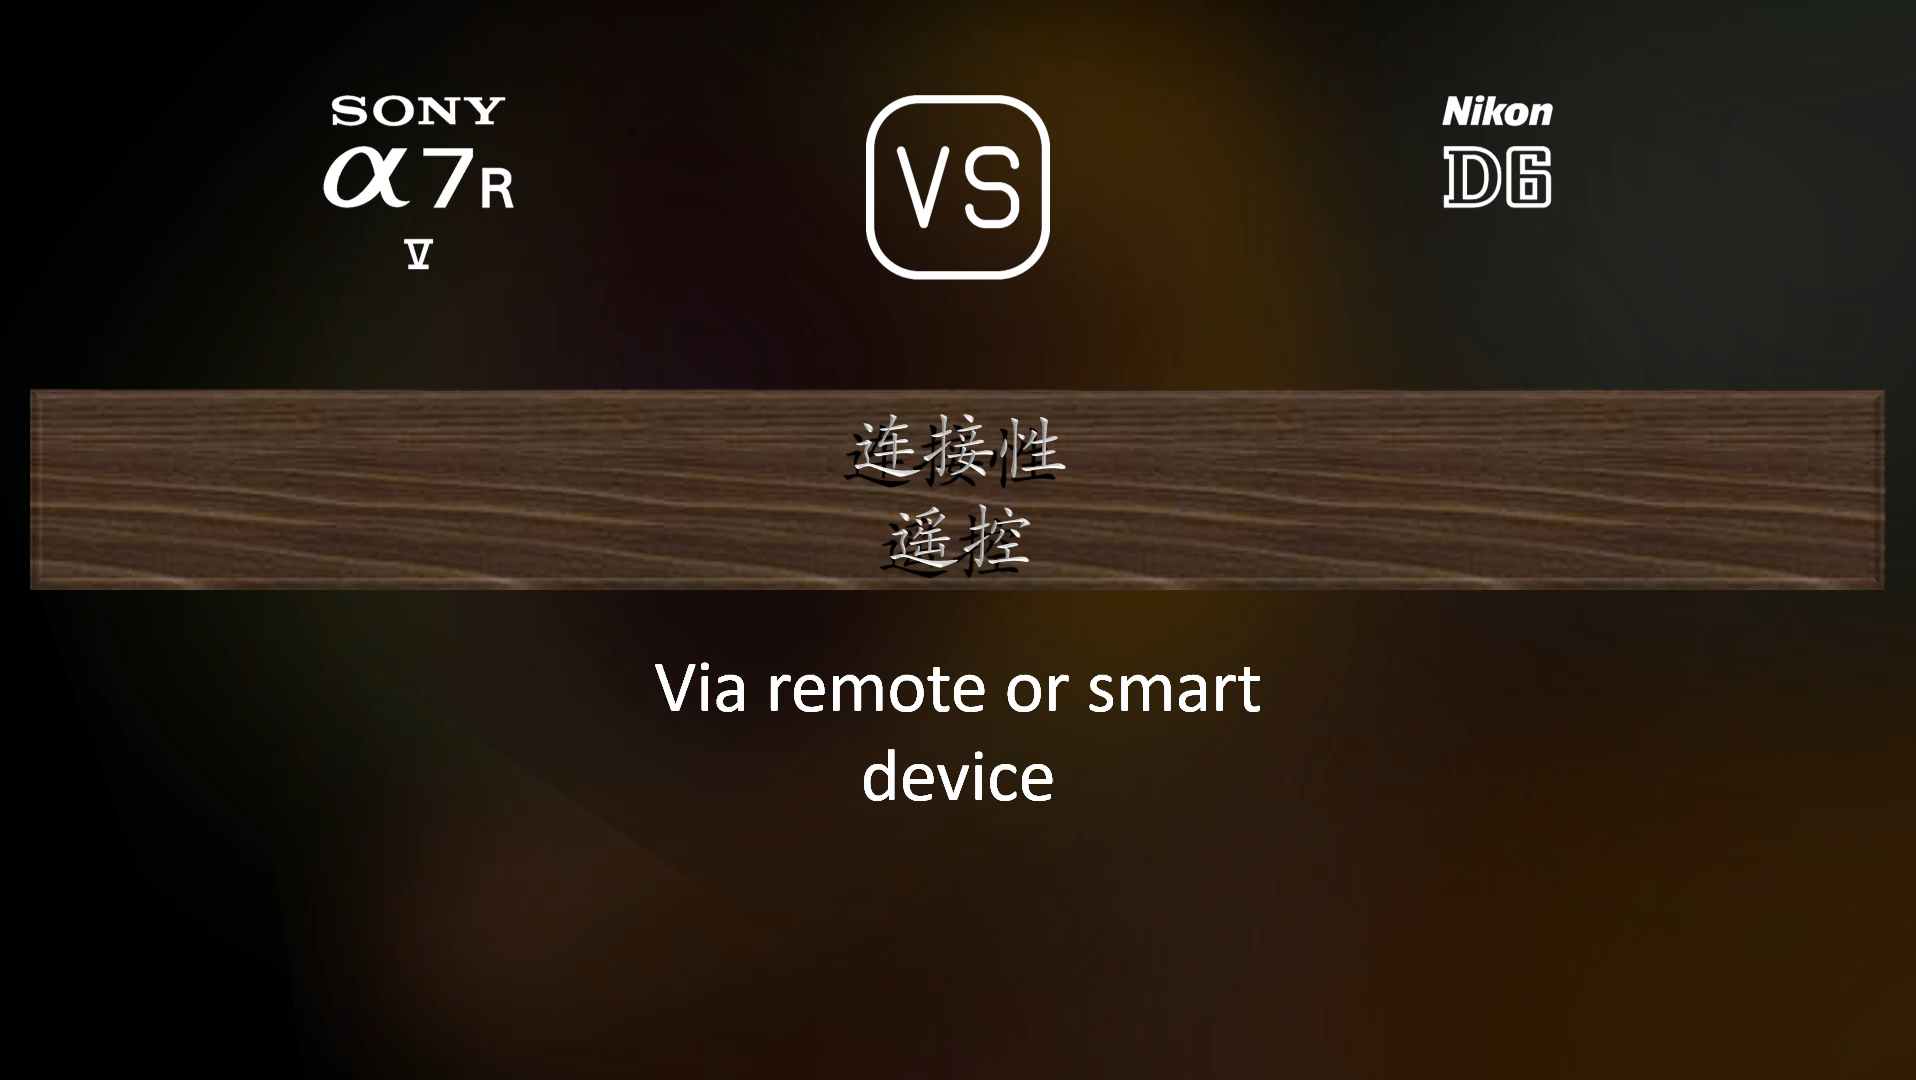 SONY
α7R
V
VS
Nikon
D6
连接性
遥控
Via remote or smart
device